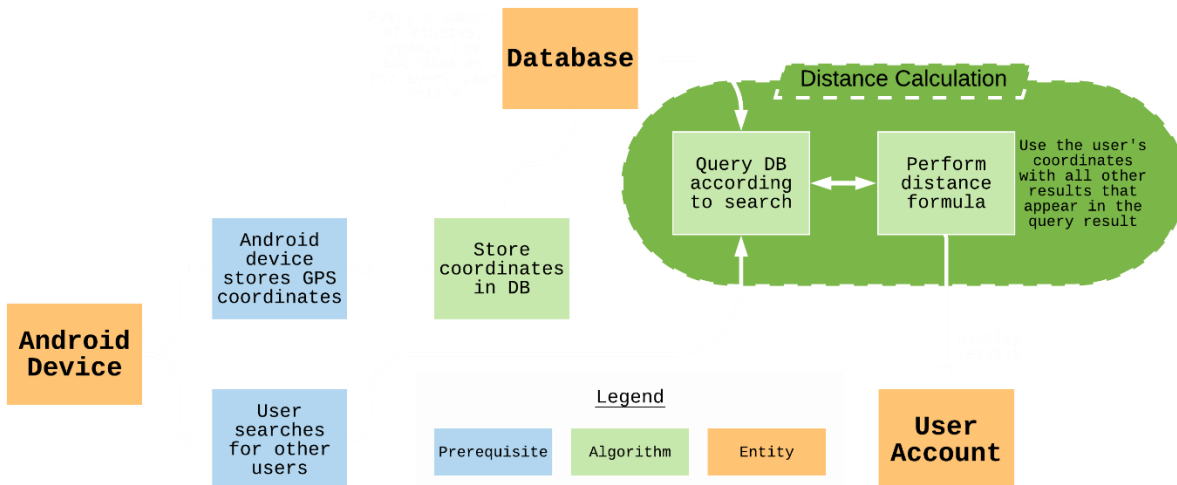 Database
Distance Calculation
Query DB
according
to search
Perform
distance
formula
Use the user's
coordinates
with all other
results that
appear in the
query result
Android
device
stores GPS
coordinates
Store
coordinates
in DB
Android
Device
User
searches
for other
users
Legend
Prerequisite
Algorithm
Entity
User
Account